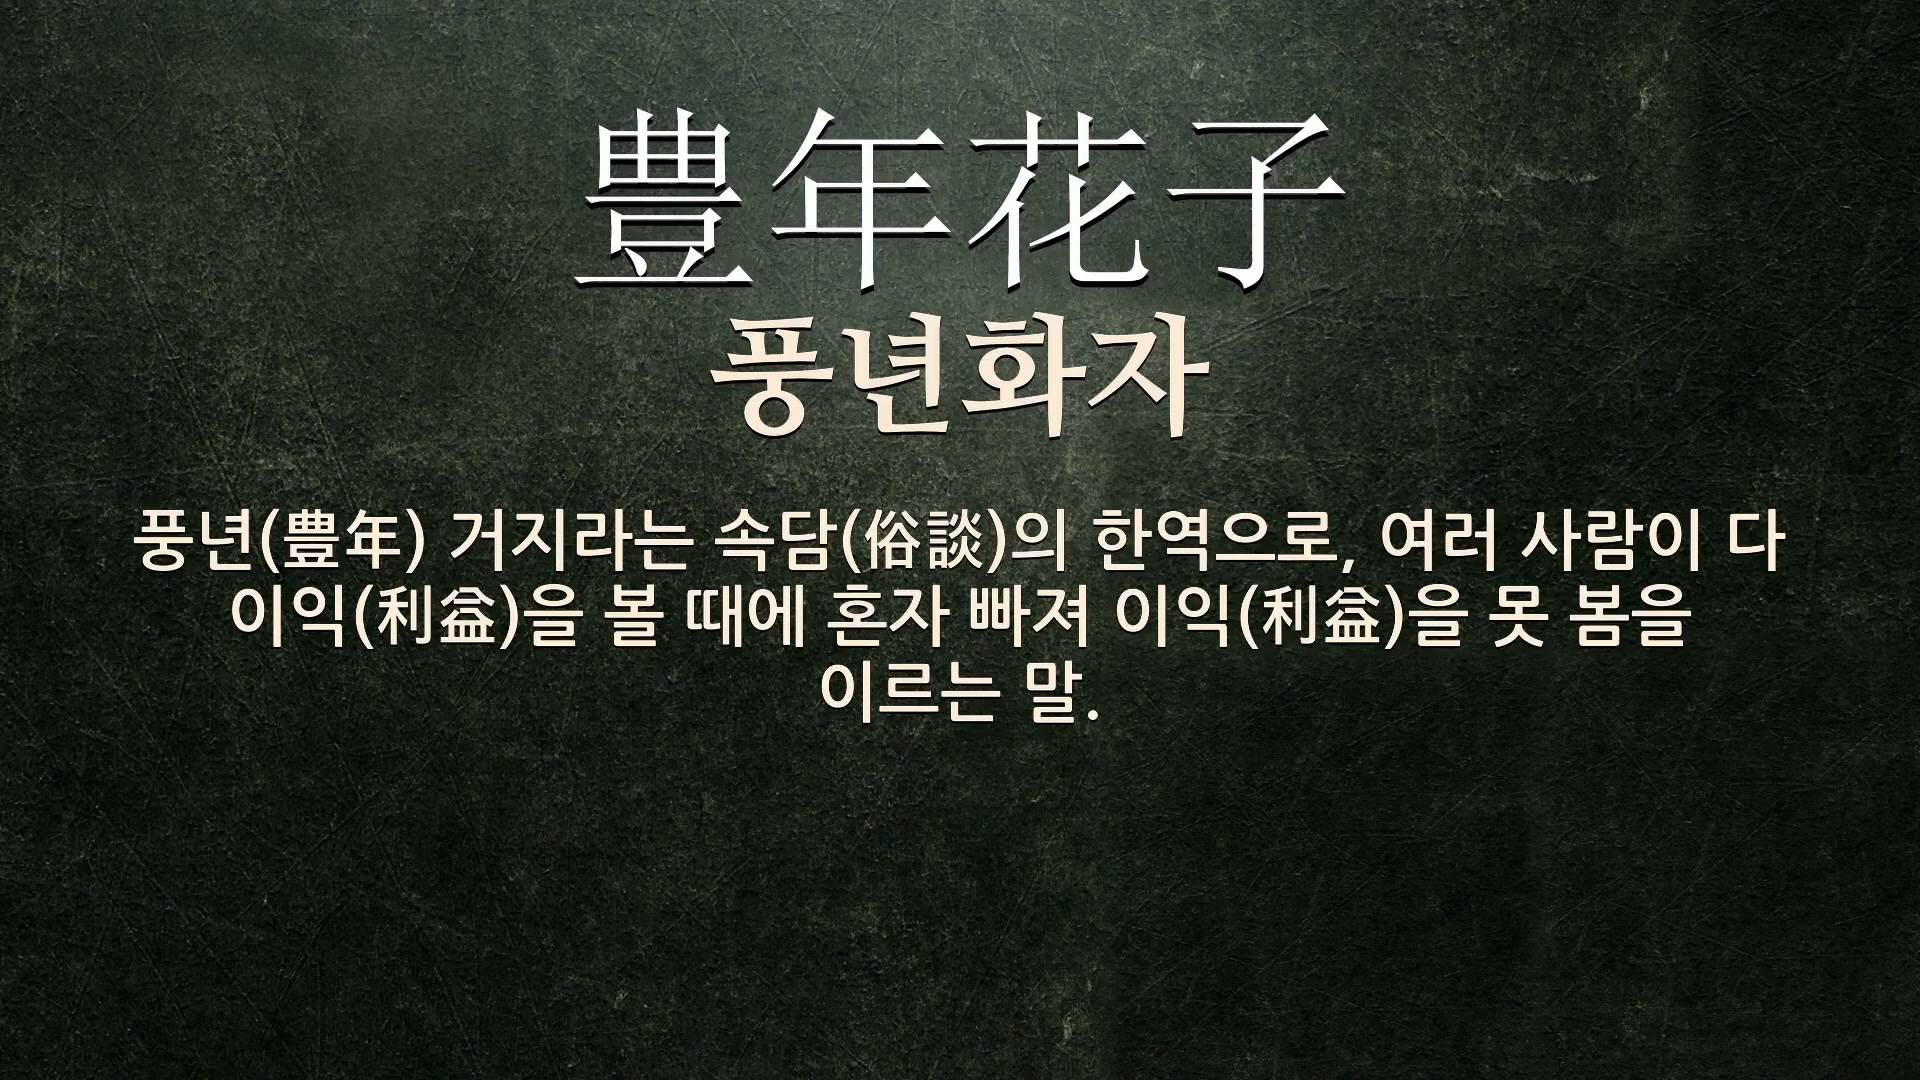 豊年花子
풍년화자
풍년(豊年) 거지라는 속담(俗談)의 한역으로, 여러 사람이 다
이익(利益)을 볼 때에 혼자 빠져 이익(利益)을 못 봄을
이르는 말.